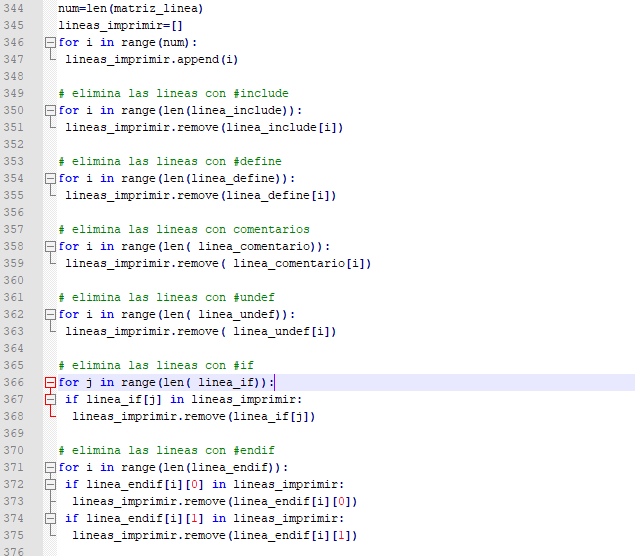 344 num=len(matriz_linea)
345 lineas_imprimir=[]
346 for i in range(num):
347 lineas_imprimir.append(i)
348
349 # elimina las lineas con #include
350 for i in range(len(linea_include)):
351 lineas_imprimir.remove(linea_include[i])
352
353 # elimina las lineas con #define
354 for i in range(len(linea_define)):
355 lineas_imprimir.remove(linea_define[i])
356
357 # elimina las lineas con comentarios
358 for i in range(len( linea_comentario)):
359 lineas_imprimir.remove( linea_comentario[i])
360
361 # elimina las lineas con #undef
362 for i in range(len( linea_undef)):
363 lineas_imprimir.remove( linea_undef[i])
364
365 # elimina las lineas con #if
366 for j in range(len( linea_if)):
367 if linea_if[j] in lineas_imprimir:
368 lineas_imprimir.remove(linea_if[j])
369
370 # elimina las lineas con #endif
371 for i in range(len(linea_endif)):
372 if linea_endif[i][0] in lineas_imprimir:
373 lineas_imprimir.remove(linea_endif[i][0])
374 if linea_endif[i][1] in lineas_imprimir:
375 lineas_imprimir.remove(linea_endif[i][1])
376